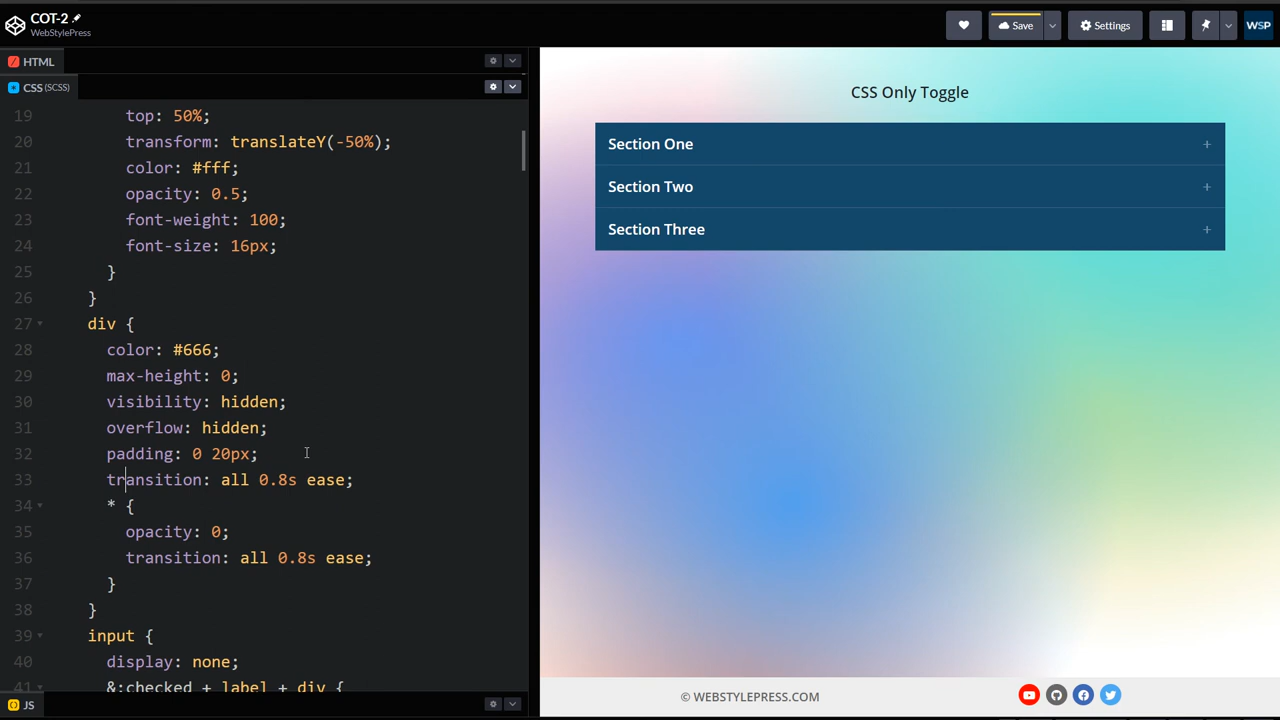 COT-2
WebStylePress
Save
Settings
WSP
HTML
CSS (SCSS)
19 top: 50%;
20 transform: translateY(-50%);
21 color: #fff;
22 opacity: 0.5;
23 font-weight: 100;
24 font-size: 16px;
25 }
26 }
27 div {
28 color: #666;
29 max-height: 0;
30 visibility: hidden;
31 overflow: hidden;
32 padding: 0 20px;
33 transition: all 0.8s ease;
34 * {
35 opacity: 0;
36 transition: all 0.8s ease;
37 }
38 }
39 input {
40 display: none;
41 &:checked + label + div {
JS
CSS Only Toggle
Section One +
Section Two +
Section Three +
© WEBSTYLEPRESS.COM